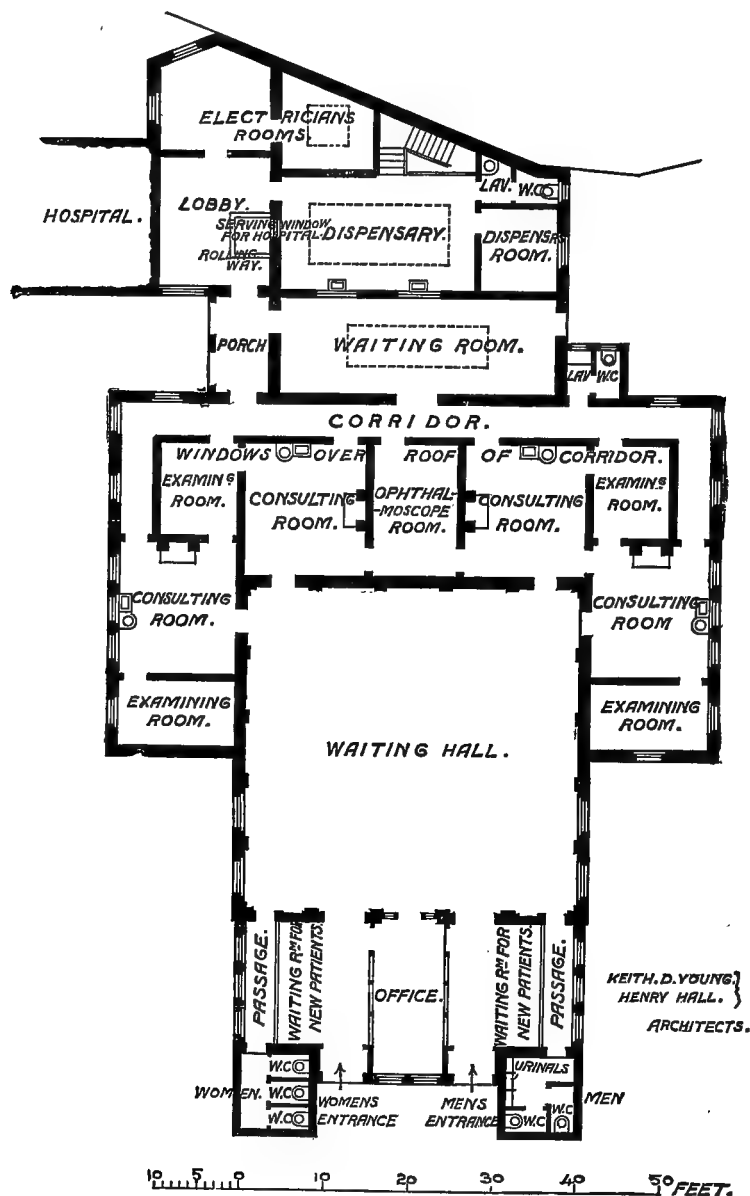 ELECTRICIANS
ROOMS.
HOSPITAL.
LOBBY.
SERVING WINDOW
FOR HOSPITAL.
ROLLING
WAY.
DISPENSARY.
LAV.
W.C
DISPENSRS
ROOM.
PORCH
WAITING ROOM.
LAV
W.C
CORRIDOR.
WINDOWS OVER ROOF OF CORRIDOR.
EXAMING
ROOM.
CONSULTING
ROOM.
OPHTHAL-
-MOSCOPE
ROOM.
CONSULTING
ROOM.
EXAMING
ROOM.
CONSULTING
ROOM.
CONSULTING
ROOM
EXAMINING
ROOM.
EXAMINING
ROOM.
WAITING HALL.
PASSAGE.
WAITING RM FOR
NEW PATIENTS.
OFFICE.
WAITING RM FOR
NEW PATIENTS.
PASSAGE.
KEITH.D.YOUNG.
HENRY HALL.
ARCHITECTS.
WOMEN.
W.C
W.C
W.C
WOMENS
ENTRANCE
MENS
ENTRANCE
URINALS
W.C
W.C
MEN
10 5 0 10 20 30 40 50 FEET.